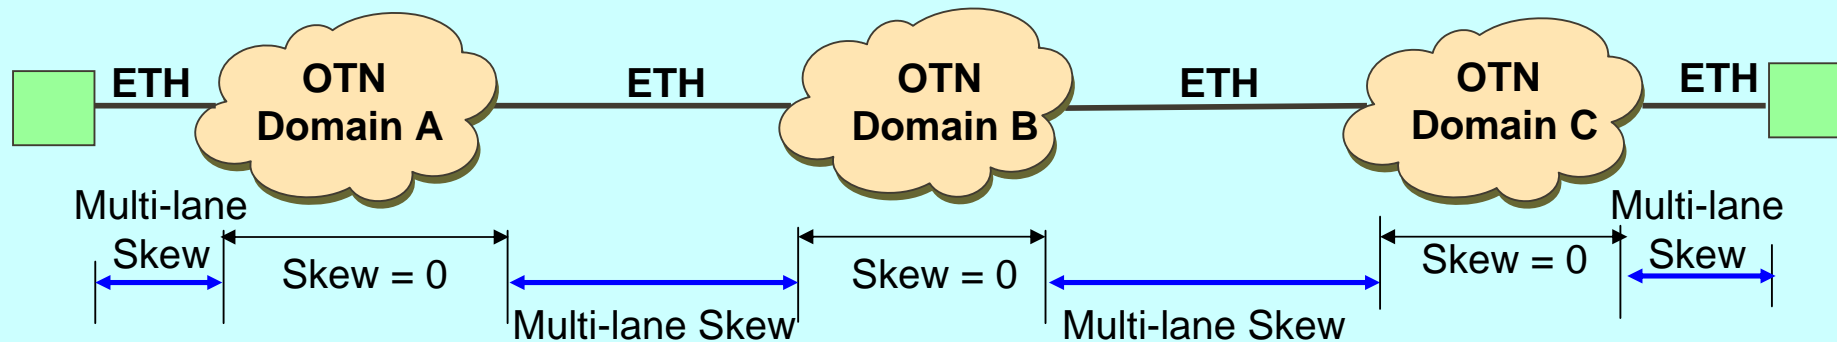 ETH
OTN
Domain A
ETH
OTN
Domain B
ETH
OTN
Domain C
ETH
Multi-lane
Skew
Skew = 0
Multi-lane Skew
Skew = 0
Multi-lane Skew
Skew = 0
Multi-lane
Skew